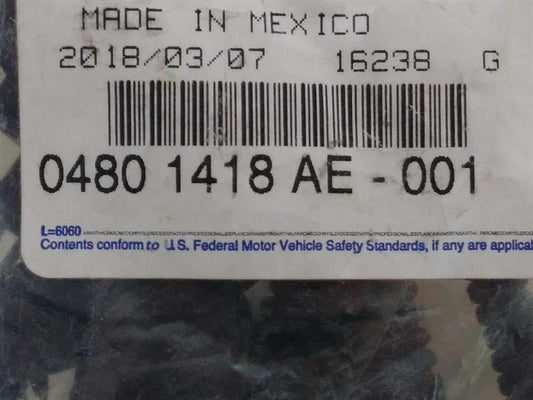 MADE IN MEXICO
2018/03/07 16238 G
0480 1418 AE - 001
L=6060
Contents conform to U.S. Federal Motor Vehicle Safety Standards, if any are applicabl